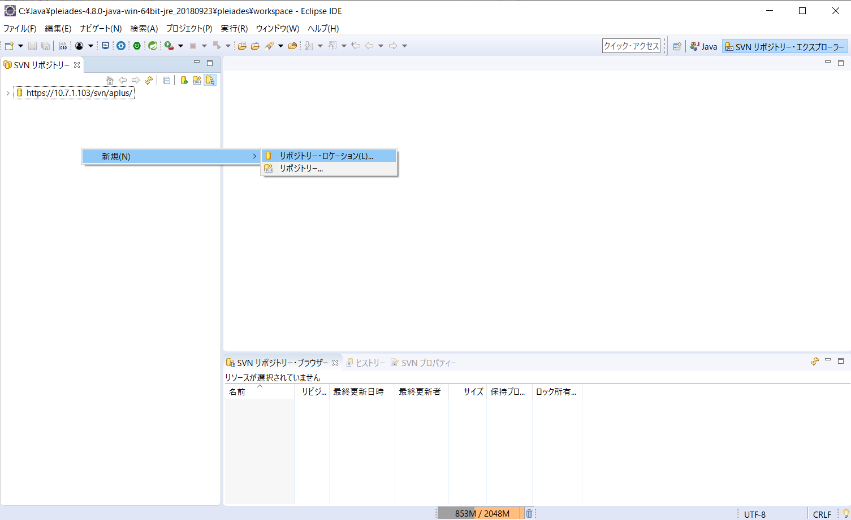 C:¥Java¥pleiades-4.8.0-java-win-64bit-jre_20180923¥pleiades¥workspace - Eclipse IDE
ファイル(F) 編集(E) ナビゲート(N) 検索(A) プロジェクト(P) 実行(R) ウィンドウ(W) ヘルプ(H)
クイック・アクセス Java SVN リポジトリー・エクスプローラー
SVN リポジトリー
https://10.7.1.103/svn/aplus/
新規(N) リポジトリー・ロケーション(L)...
リポジトリー...
SVN リポジトリー・ブラウザー ヒストリー SVN プロパティー
リソースが選択されていません
名前 リビジ... 最終更新日時 最終更新者 サイズ 保持プロ... ロック所有...
853M / 2048M UTF-8 CRLF